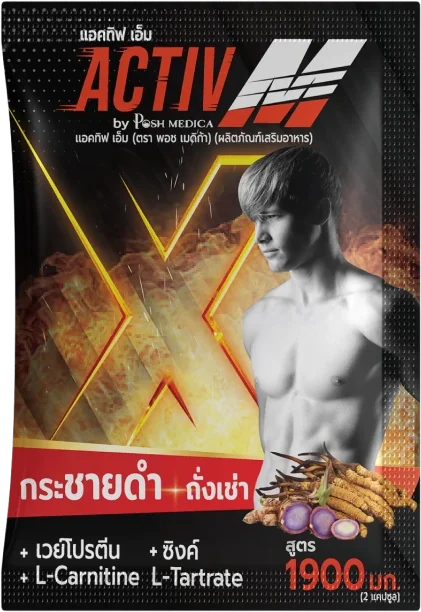 แอคทิฟ เอ็ม
ACTIV M
by POSH MEDICA
แอคทิฟ เอ็ม (ตรา พอช เมดิก้า) (ผลิตภัณฑ์เสริมอาหาร)
กระชายดำ + ถั่งเช่า
+ เวย์โปรตีน + ซิงค์
+ L-Carnitine L-Tartrate
สูตร
1900 มก.
(2 แคปซูล)